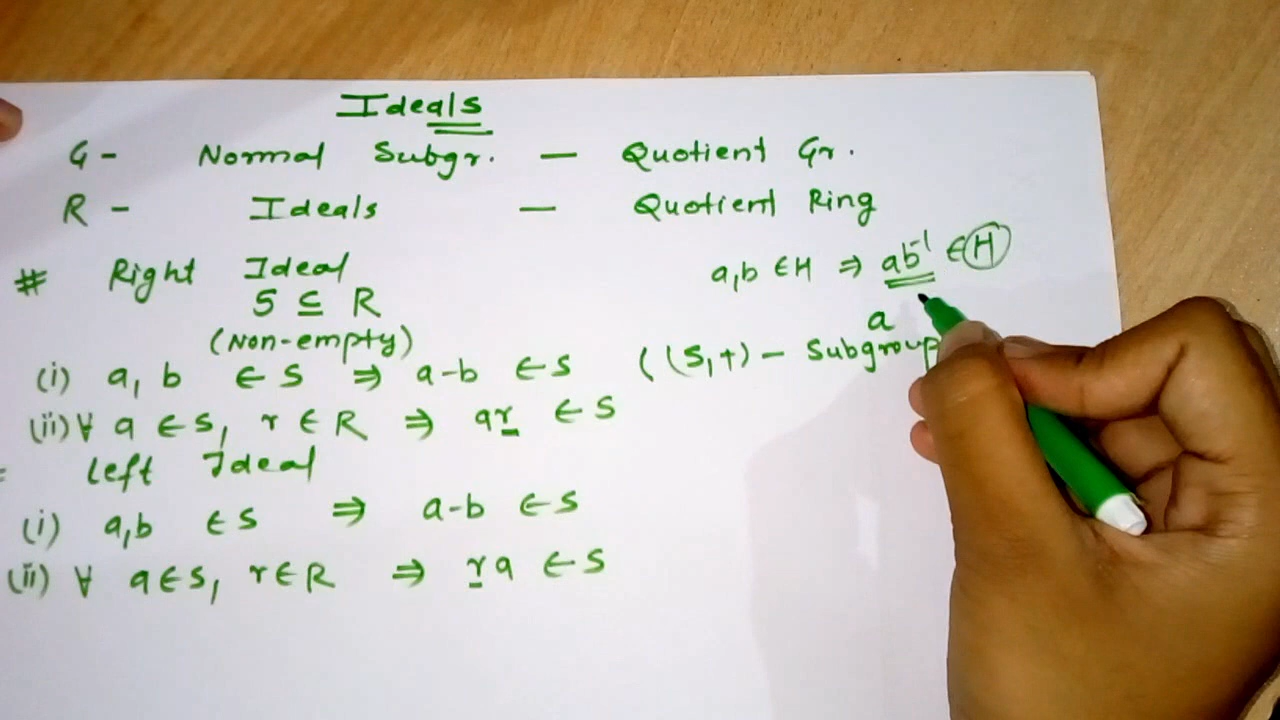 Ideals
G - Normal Subgr. — Quotient Gr.
R - Ideals — Quotient Ring
# Right Ideal
S ⊆ R
(Non-empty)
a,b ∈ H ⇒ ab⁻¹ ∈ H
a
(i) a, b ∈ S ⇒ a-b ∈ S ((S,+) - Subgroup
(ii) ∀ a ∈ S, r ∈ R ⇒ ar ∈ S
Left Ideal
(i) a,b ∈ S ⇒ a-b ∈ S
(ii) ∀ a ∈ S, r ∈ R ⇒ ra ∈ S